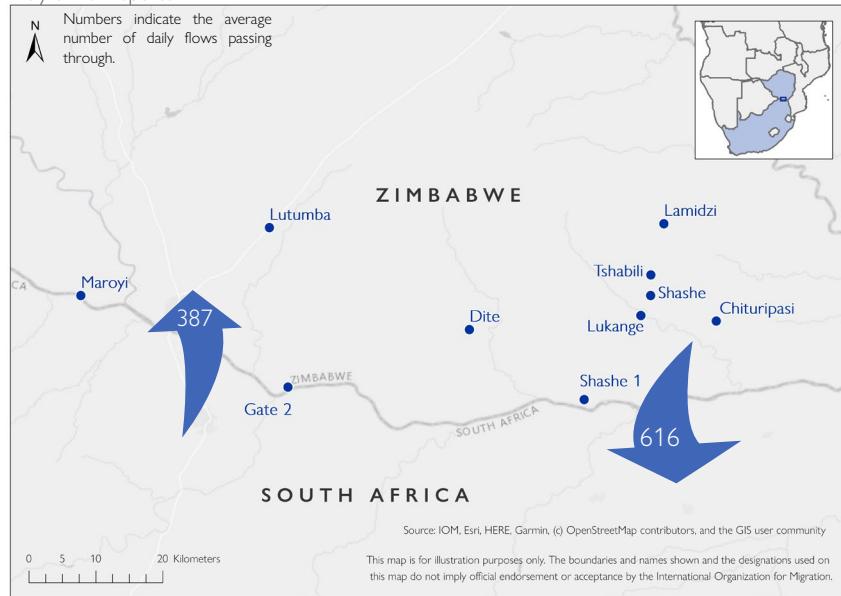 N
Numbers indicate the average
number of daily flows passing
through.
ZIMBABWE
Lutumba
Lamidzi
Tshabili
Maroyi
Shashe
Chituripasi
387
Dite
Lukange
ZIMBABWE
Shashe 1
Gate 2
SOUTH AFRICA
616
SOUTH AFRICA
Source: IOM, Esri, HERE, Garmin, (c) OpenStreetMap contributors, and the GIS user community
0 5 10 20 Kilometers
This map is for illustration purposes only. The boundaries and names shown and the designations used on
this map do not imply official endorsement or acceptance by the International Organization for Migration.